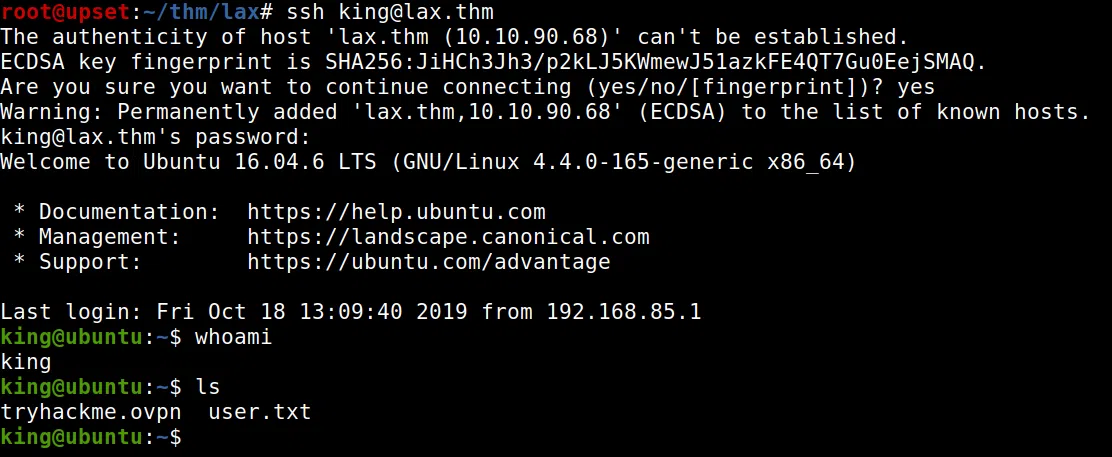 root@upset:~/thm/lax# ssh king@lax.thm
The authenticity of host 'lax.thm (10.10.90.68)' can't be established.
ECDSA key fingerprint is SHA256:JiHCh3Jh3/p2kLJ5KWmewJ51azkFE4QT7Gu0EejSMAQ.
Are you sure you want to continue connecting (yes/no/[fingerprint])? yes
Warning: Permanently added 'lax.thm,10.10.90.68' (ECDSA) to the list of known hosts.
king@lax.thm's password:
Welcome to Ubuntu 16.04.6 LTS (GNU/Linux 4.4.0-165-generic x86_64)
 * Documentation:  https://help.ubuntu.com
 * Management:     https://landscape.canonical.com
 * Support:        https://ubuntu.com/advantage
Last login: Fri Oct 18 13:09:40 2019 from 192.168.85.1
king@ubuntu:~$ whoami
king
king@ubuntu:~$ ls
tryhackme.ovpn  user.txt
king@ubuntu:~$